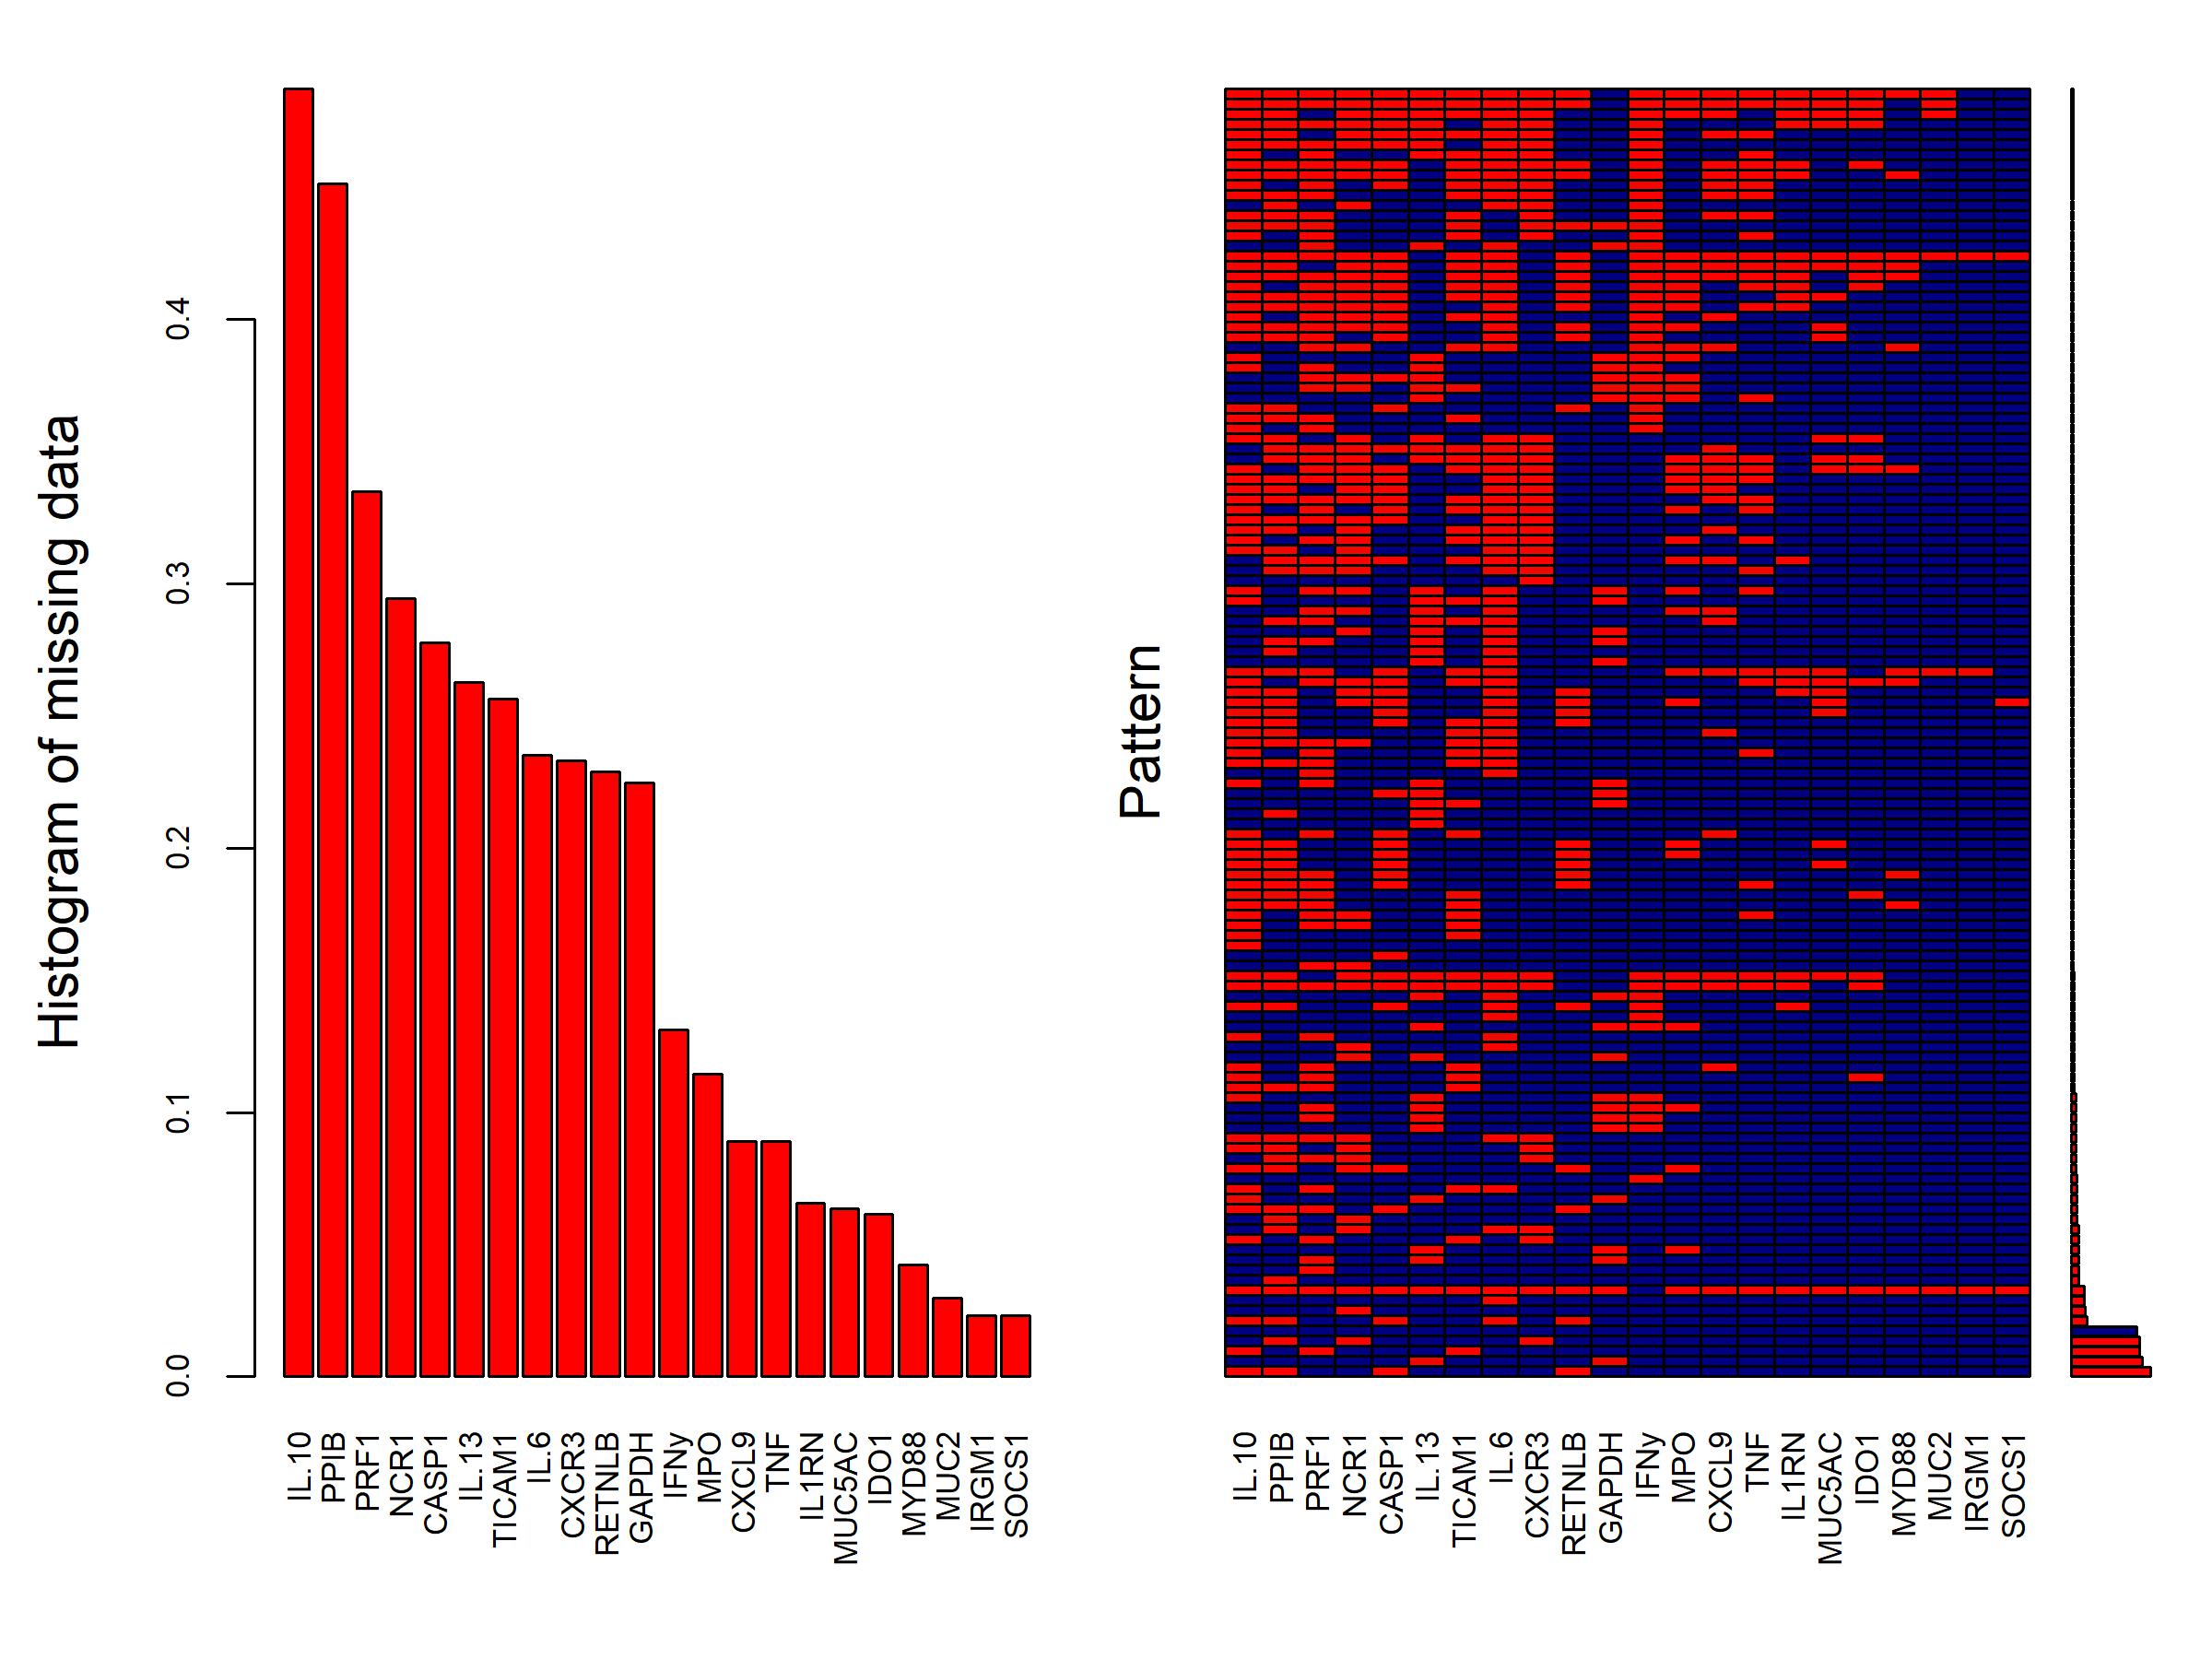 Histogram of missing data
0.0
0.1
0.2
0.3
0.4
IL.10
PPIB
PRF1
NCR1
CASP1
IL.13
TICAM1
IL.6
CXCR3
RETNLB
GAPDH
IFNy
MPO
CXCL9
TNF
IL1RN
MUC5AC
IDO1
MYD88
MUC2
IRGM1
SOCS1
Pattern
IL.10
PPIB
PRF1
NCR1
CASP1
IL.13
TICAM1
IL.6
CXCR3
RETNLB
GAPDH
IFNy
MPO
CXCL9
TNF
IL1RN
MUC5AC
IDO1
MYD88
MUC2
IRGM1
SOCS1